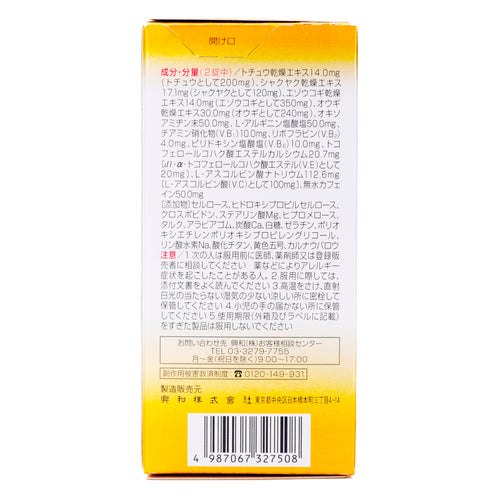 開け口
成分・分量(2錠中)/トチュウ乾燥エキス14.0mg
(トチュウとして200mg)、シャクヤク乾燥エキス
17.1mg(シャクヤクとして120mg)、エゾウコギ乾燥
エキス14.0mg(エゾウコギとして350mg)、オウギ
乾燥エキス30.0mg(オウギとして240mg)、オキソ
アミヂン末50.0mg、L-アルギニン塩酸塩50.0mg、
チアミン硝化物(V.B₁)10.0mg、リボフラビン(V.B₂)
4.0mg、ピリドキシン塩酸塩(V.B₆)10.0mg、トコ
フェロールコハク酸エステルカルシウム20.7mg
(dl-α-トコフェロールコハク酸エステル(V.E)として
20mg)、L-アスコルビン酸ナトリウム112.6mg
(L-アスコルビン酸(V.C)として100mg)、無水カフェ
イン50.0mg
〔添加物〕セルロース、ヒドロキシプロピルセルロース、
クロスポビドン、ステアリン酸Mg、ヒプロメロース、
タルク、アラビアゴム、炭酸Ca、白糖、ゼラチン、ポリオ
キシエチレンポリオキシプロピレングリコール、
リン酸水素Na、酸化チタン、黄色五号、カルナウバロウ
注意/1.次の人は服用前に医師、薬剤師又は登録販
売者に相談してください 薬などによりアレルギー
症状を起こしたことがある人。2.服用に際しては、
添付文書をよく読んでください 3.高温をさけ、直射
日光の当たらない湿気の少ない涼しい所に密栓して
保管してください 4.小児の手の届かない所に保管
してください 5.使用期限(外箱及びラベルに記載)
をすぎた製品は服用しないでください
お問い合わせ先 興和(株)お客様相談センター
TEL 03-3279-7755
月〜金(祝日を除く)9:00〜17:00
副作用被害救済制度 0120-149-931
製造販売元
興和株式会社 東京都中央区日本橋本町三丁目4-14
4 987067 327508